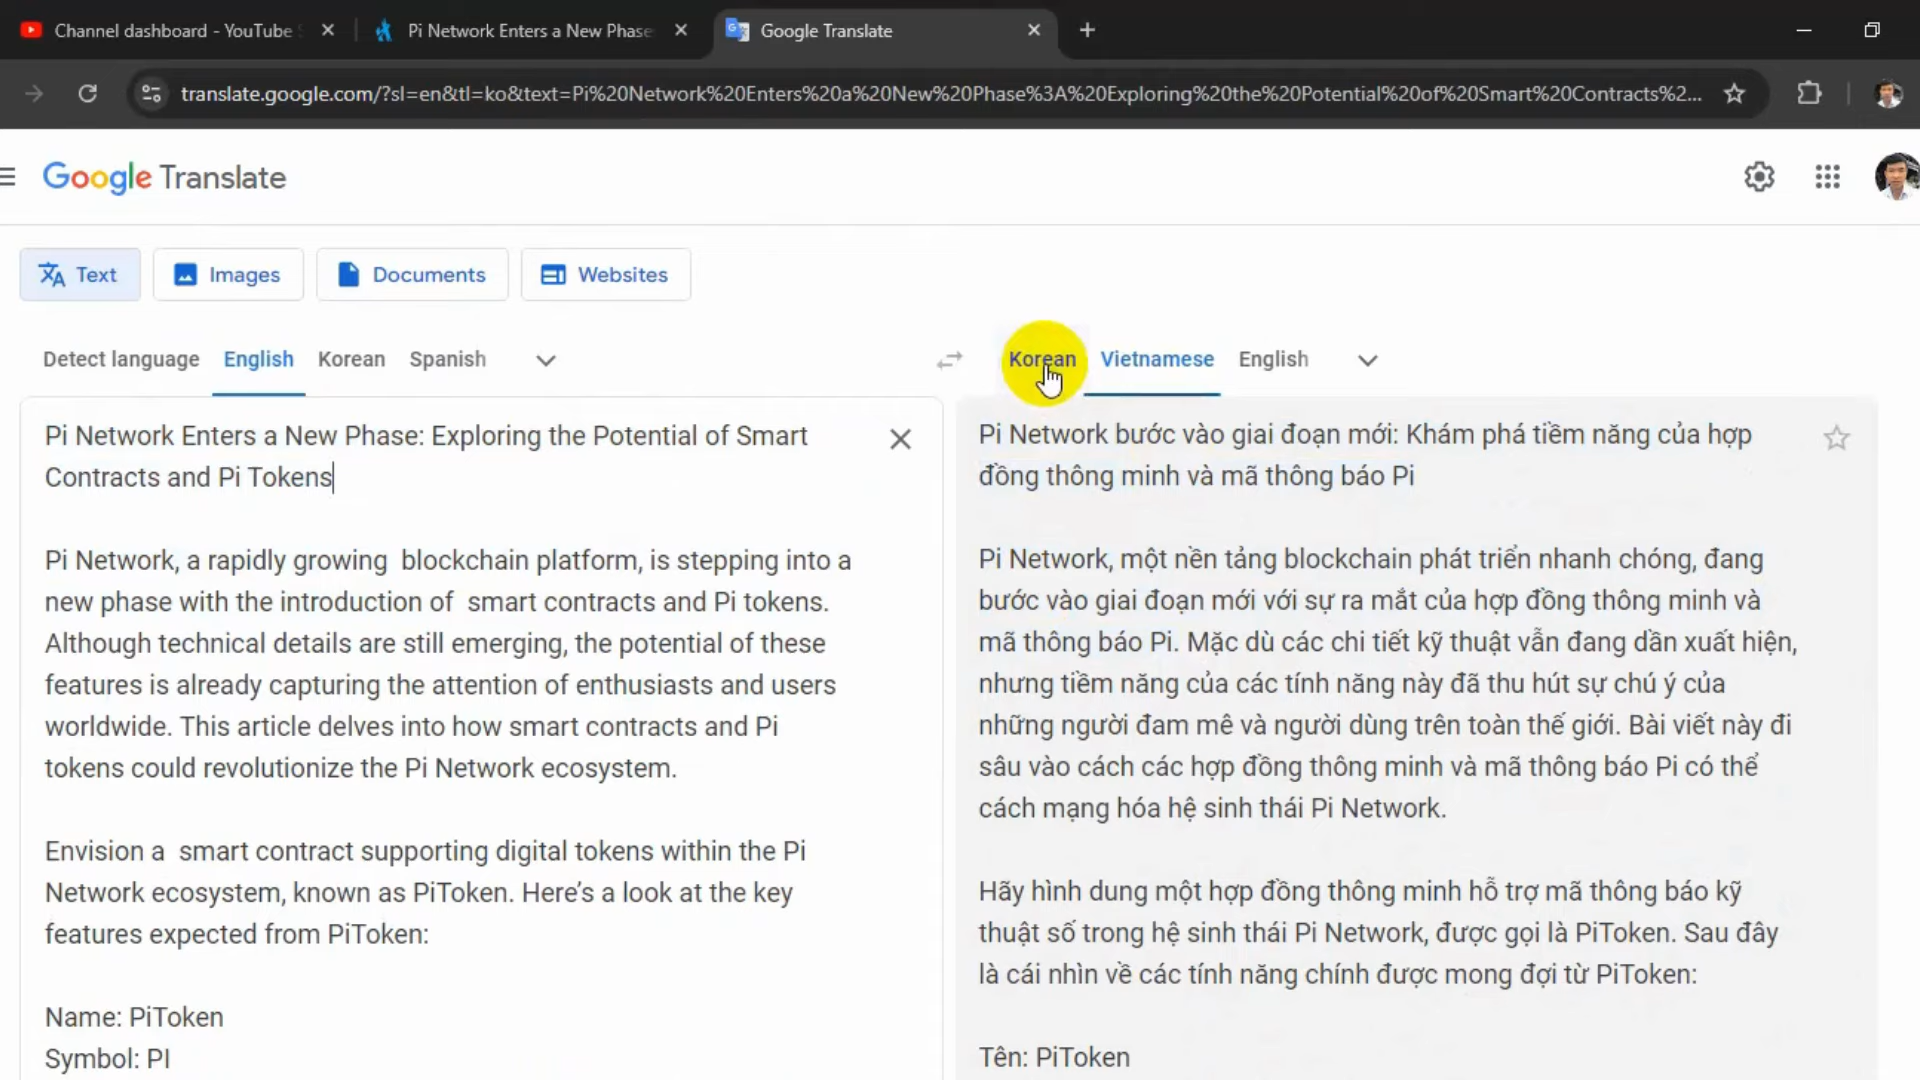 Channel dashboard - YouTube S
Pi Network Enters a New Phase
Google Translate
translate.google.com/?sl=en&tl=ko&text=Pi%20Network%20Enters%20a%20New%20Phase%3A%20Exploring%20the%20Potential%20of%20Smart%20Contracts%2...
Google Translate
Text
Images
Documents
Websites
Detect language
English
Korean
Spanish
Korean
Vietnamese
English
Pi Network Enters a New Phase: Exploring the Potential of Smart
Contracts and Pi Tokens
Pi Network, a rapidly growing  blockchain platform, is stepping into a
new phase with the introduction of  smart contracts and Pi tokens.
Although technical details are still emerging, the potential of these
features is already capturing the attention of enthusiasts and users
worldwide. This article delves into how smart contracts and Pi
tokens could revolutionize the Pi Network ecosystem.
Envision a  smart contract supporting digital tokens within the Pi
Network ecosystem, known as PiToken. Here’s a look at the key
features expected from PiToken:
Name: PiToken
Symbol: PI
Pi Network bước vào giai đoạn mới: Khám phá tiềm năng của hợp
đồng thông minh và mã thông báo Pi
Pi Network, một nền tảng blockchain phát triển nhanh chóng, đang
bước vào giai đoạn mới với sự ra mắt của hợp đồng thông minh và
mã thông báo Pi. Mặc dù các chi tiết kỹ thuật vẫn đang dần xuất hiện,
nhưng tiềm năng của các tính năng này đã thu hút sự chú ý của
những người đam mê và người dùng trên toàn thế giới. Bài viết này đi
sâu vào cách các hợp đồng thông minh và mã thông báo Pi có thể
cách mạng hóa hệ sinh thái Pi Network.
Hãy hình dung một hợp đồng thông minh hỗ trợ mã thông báo kỹ
thuật số trong hệ sinh thái Pi Network, được gọi là PiToken. Sau đây
là cái nhìn về các tính năng chính được mong đợi từ PiToken:
Tên: PiToken